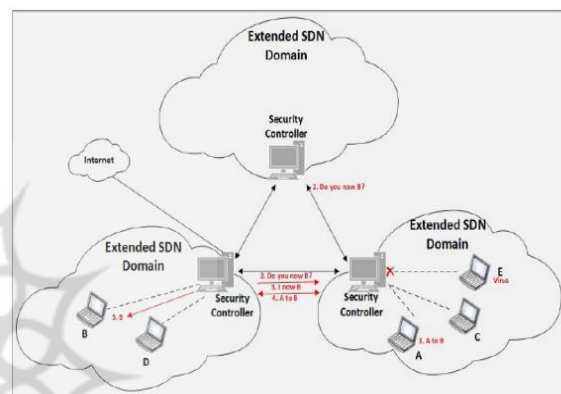 Extended SDN
Domain
Security
Controller
Internet
2. Do you now B?
Extended SDN
Domain
Extended SDN
Domain
E
Virus
2. Do you now B?
3. I now B
4. A to B
Security
Controller
Security
Controller
5. B
B
D
1. A to B
A
C